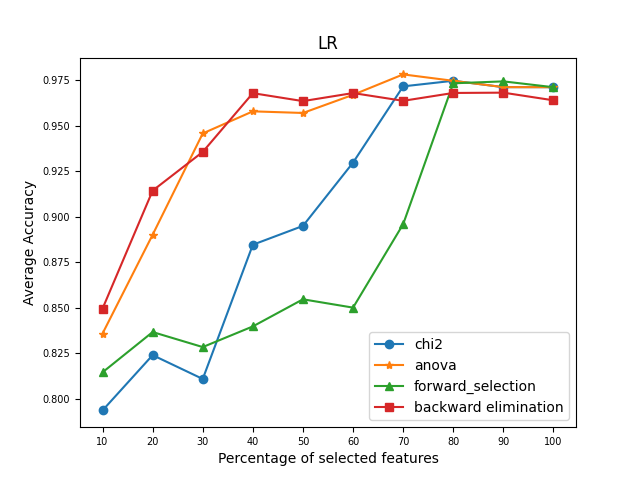 LR
Average Accuracy
0.975
0.950
0.925
0.900
0.875
0.850
0.825
0.800
chi2
anova
forward_selection
backward elimination
10 20 30 40 50 60 70 80 90 100
Percentage of selected features